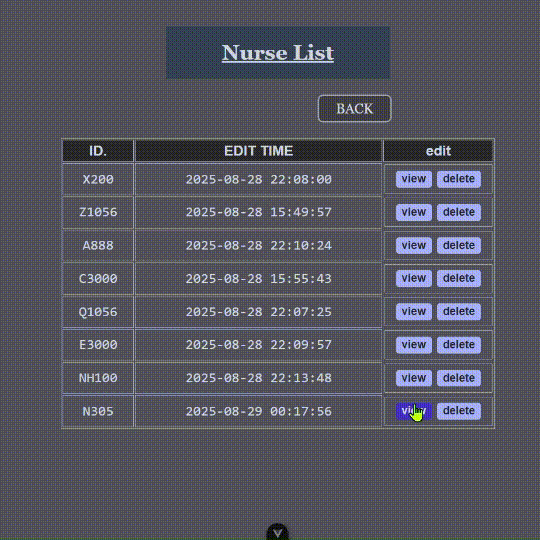 Nurse List
BACK
ID. EDIT TIME edit
X200 2025-08-28 22:08:00 view delete
Z1056 2025-08-28 15:49:57 view delete
A888 2025-08-28 22:10:24 view delete
C3000 2025-08-28 15:55:43 view delete
Q1056 2025-08-28 22:07:25 view delete
E3000 2025-08-28 22:09:57 view delete
NH100 2025-08-28 22:13:48 view delete
N305 2025-08-29 00:17:56 view delete